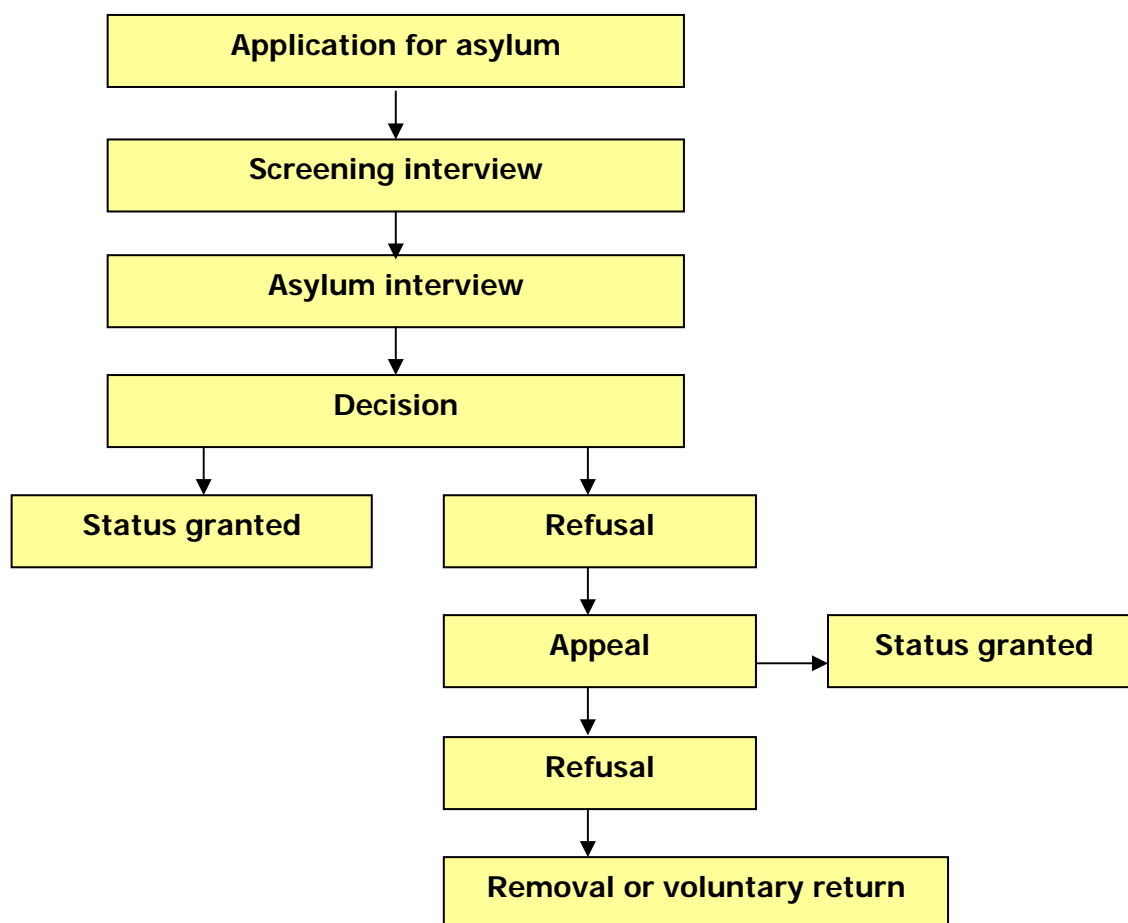 Application for asylum
Screening interview
Asylum interview
Decision
Status granted
Refusal
Appeal
Status granted
Refusal
Removal or voluntary return